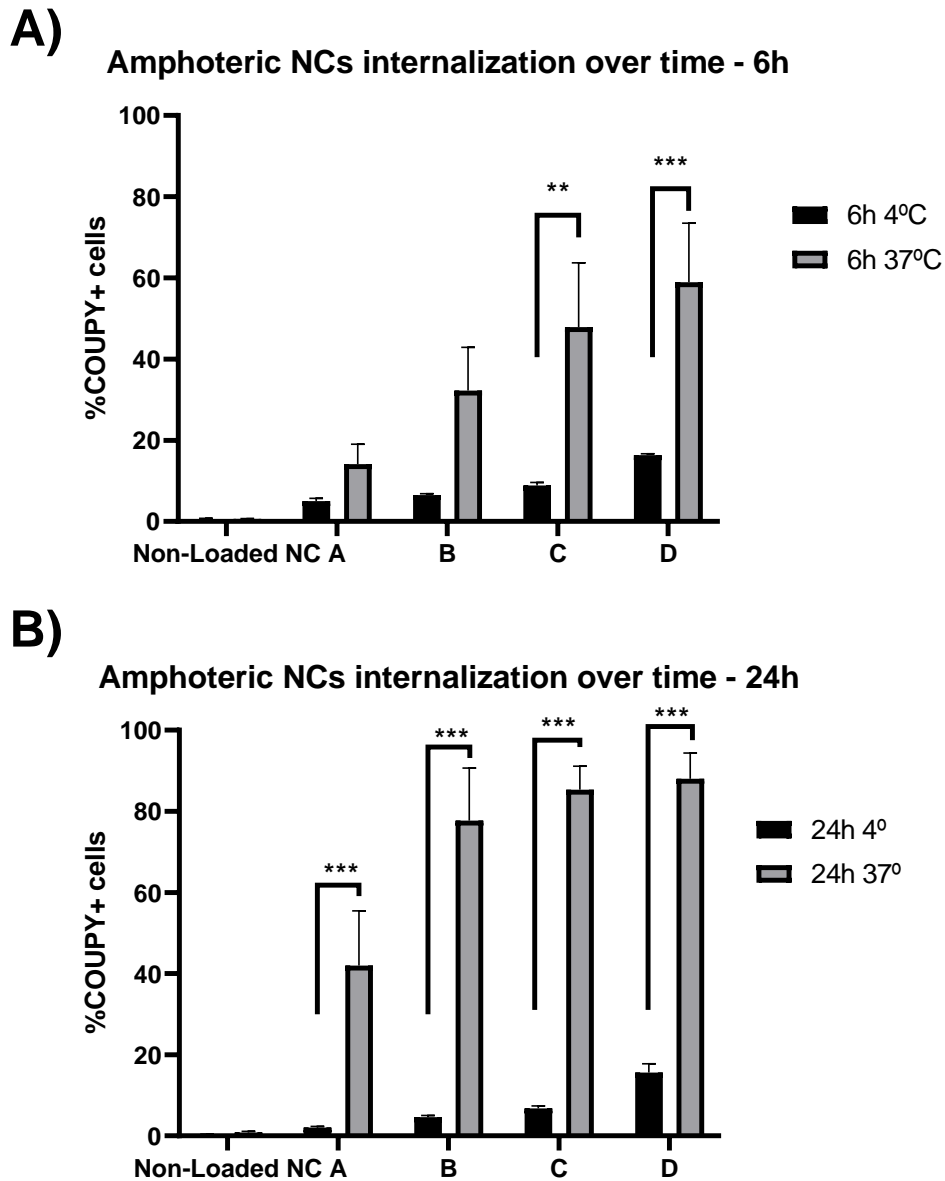 A)
Amphoteric NCs internalization over time - 6h
%COUPY+ cells
100
80
60
40
20
0
**
***
6h 4ºC
6h 37ºC
Non-Loaded NC A B C D
B)
Amphoteric NCs internalization over time - 24h
%COUPY+ cells
100
80
60
40
20
0
***
***
***
***
24h 4º
24h 37º
Non-Loaded NC A B C D